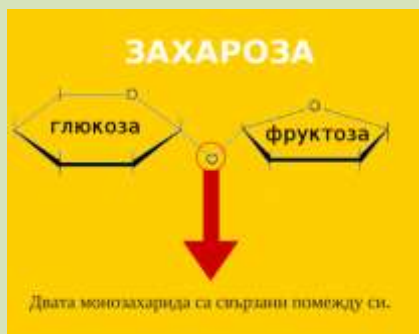 ЗАХАРОЗА
O
O
глюкоза
фруктоза
O
Двата монозахарида са свързани помежду си.